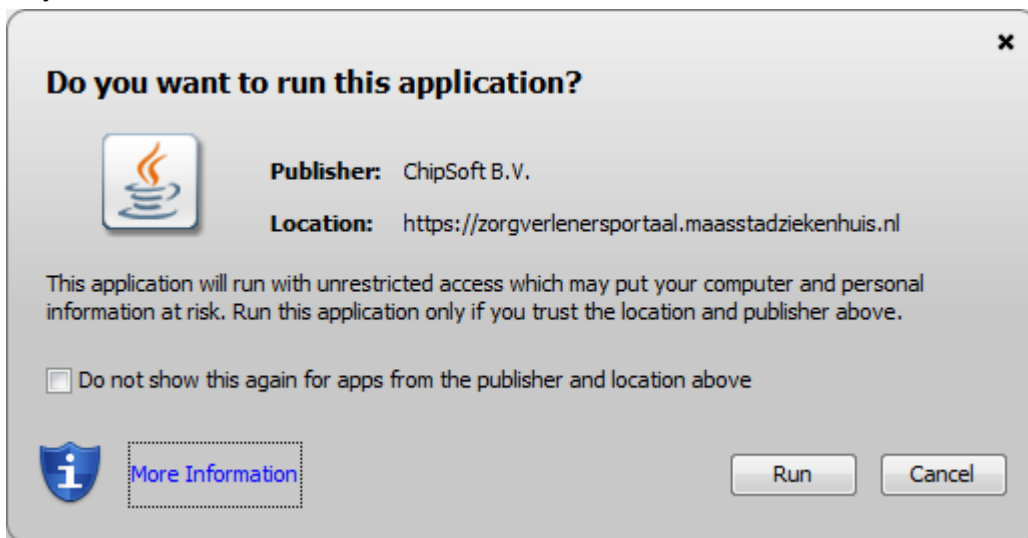 Do you want to run this application?
Publisher: ChipSoft B.V.
Location: https://zorgverlenersportaal.maasstadziekenhuis.nl
This application will run with unrestricted access which may put your computer and personal
information at risk. Run this application only if you trust the location and publisher above.
Do not show this again for apps from the publisher and location above
More Information
Run
Cancel